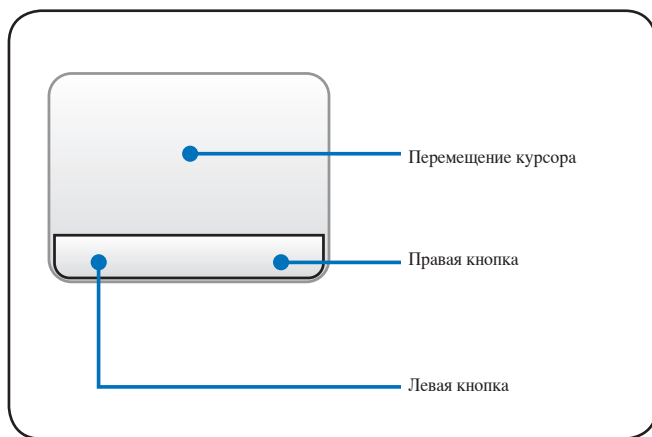 Перемещение курсора
Правая кнопка
Левая кнопка